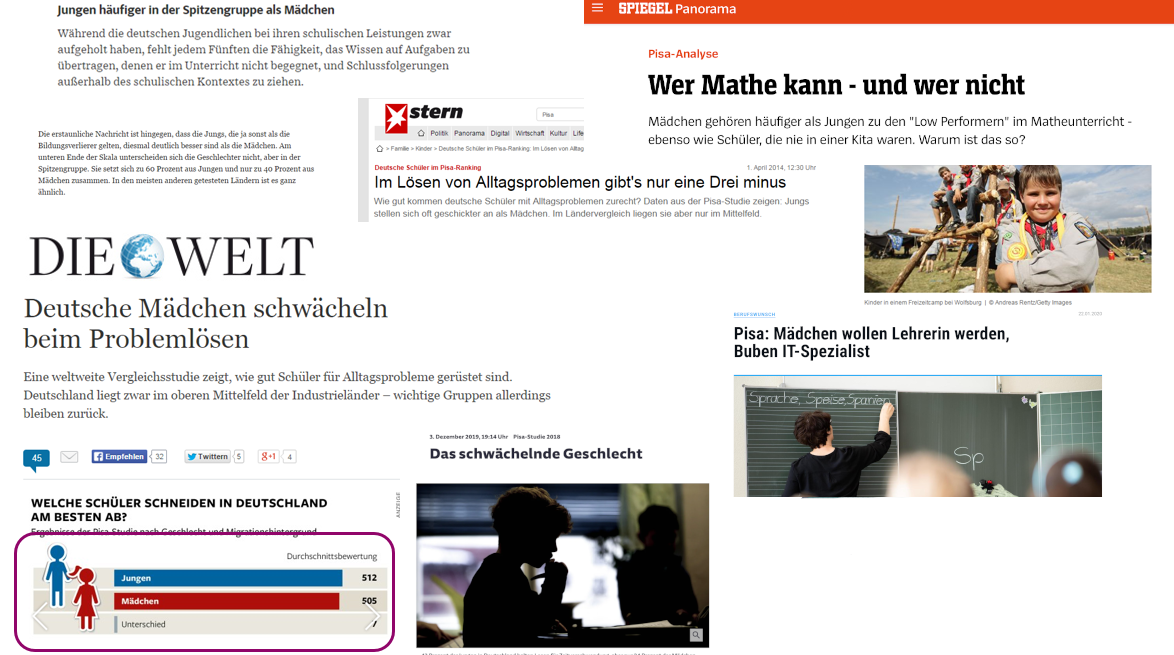 Jungen häufiger in der Spitzengruppe als Mädchen
Während die deutschen Jugendlichen bei ihren schulischen Leistungen zwar
aufgeholt haben, fehlt jedem Fünften die Fähigkeit, das Wissen auf Aufgaben zu
übertragen, denen er im Unterricht nicht begegnet, und Schlussfolgerungen
außerhalb des schulischen Kontextes zu ziehen.
Die erstaunliche Nachricht ist hingegen, dass die Jungs, die ja sonst als die
Bildungsverlierer gelten, diesmal deutlich besser sind als die Mädchen. Am
unteren Ende der Skala unterscheiden sich die Geschlechter nicht, aber in der
Spitzengruppe. Sie setzt sich zu 60 Prozent aus Jungen und nur zu 40 Prozent aus
Mädchen zusammen. In den meisten anderen getesteten Ländern ist es ganz
ähnlich.
stern
Pisa
Politik Panorama Digital Wirtschaft Kultur Life
> Familie > Kinder > Deutsche Schüler im Pisa-Ranking: Im Lösen von Alltag
Deutsche Schüler im Pisa-Ranking
1. April 2014, 12:30 Uhr
Im Lösen von Alltagsproblemen gibt's nur eine Drei minus
Wie gut kommen deutsche Schüler mit Alltagsproblemen zurecht? Daten aus der Pisa-Studie zeigen: Jungs
stellen sich oft geschickter an als Mädchen. Im Ländervergleich liegen sie aber nur im Mittelfeld.
SPIEGEL Panorama
Pisa-Analyse
Wer Mathe kann - und wer nicht
Mädchen gehören häufiger als Jungen zu den "Low Performern" im Matheunterricht -
ebenso wie Schüler, die nie in einer Kita waren. Warum ist das so?
Kinder in einem Freizeitcamp bei Wolfsburg | © Andreas Rentz/Getty Images
DIE WELT
Deutsche Mädchen schwächeln
beim Problemlösen
Eine weltweite Vergleichsstudie zeigt, wie gut Schüler für Alltagsprobleme gerüstet sind.
Deutschland liegt zwar im oberen Mittelfeld der Industrieländer – wichtige Gruppen allerdings
bleiben zurück.
45
Empfehlen 32
Twittern 5
g+1 4
ANZEIGE
WELCHE SCHÜLER SCHNEIDEN IN DEUTSCHLAND
AM BESTEN AB?
Ergebnisse der Pisa-Studie nach Geschlecht und Migrationshintergrund
Durchschnittsbewertung
Jungen 512
Mädchen 505
Unterschied 7
3. Dezember 2019, 19:14 Uhr Pisa-Studie 2018
Das schwächelnde Geschlecht
BERUFSWUNSCH
Pisa: Mädchen wollen Lehrerin werden,
Buben IT-Spezialist
Sprache, Speise, Spanien
Sp